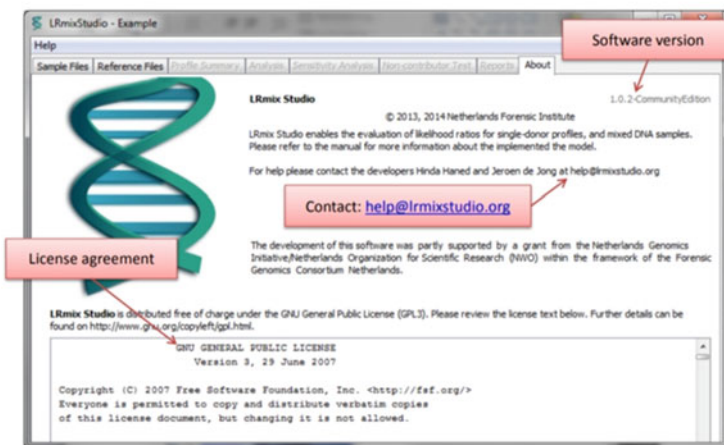 LRmixStudio - Example
Help
Software version
Sample Files Reference Files Profile Summary Analysis Sensitivity Analysis Non-contributor Test Reports About
LRmix Studio
1.0.2-CommunityEdition
© 2013, 2014 Netherlands Forensic Institute
LRmix Studio enables the evaluation of likelihood ratios for single-donor profiles, and mixed DNA samples.
Please refer to the manual for more information about the implemented the model.
For help please contact the developers Hinda Haned and Jeroen de Jong at help@lrmixstudio.org
Contact: help@lrmixstudio.org
The development of this software was partly supported by a grant from the Netherlands Genomics
Initiative/Netherlands Organization for Scientific Research (NWO) within the framework of the Forensic
Genomics Consortium Netherlands.
License agreement
LRmix Studio is distributed free of charge under the GNU General Public License (GPL3). Please review the license text below. Further details can be
found on http://www.gnu.org/copyleft/gpl.html.
GNU GENERAL PUBLIC LICENSE
Version 3, 29 June 2007
Copyright (C) 2007 Free Software Foundation, Inc. <http://fsf.org/>
Everyone is permitted to copy and distribute verbatim copies
of this license document, but changing it is not allowed.